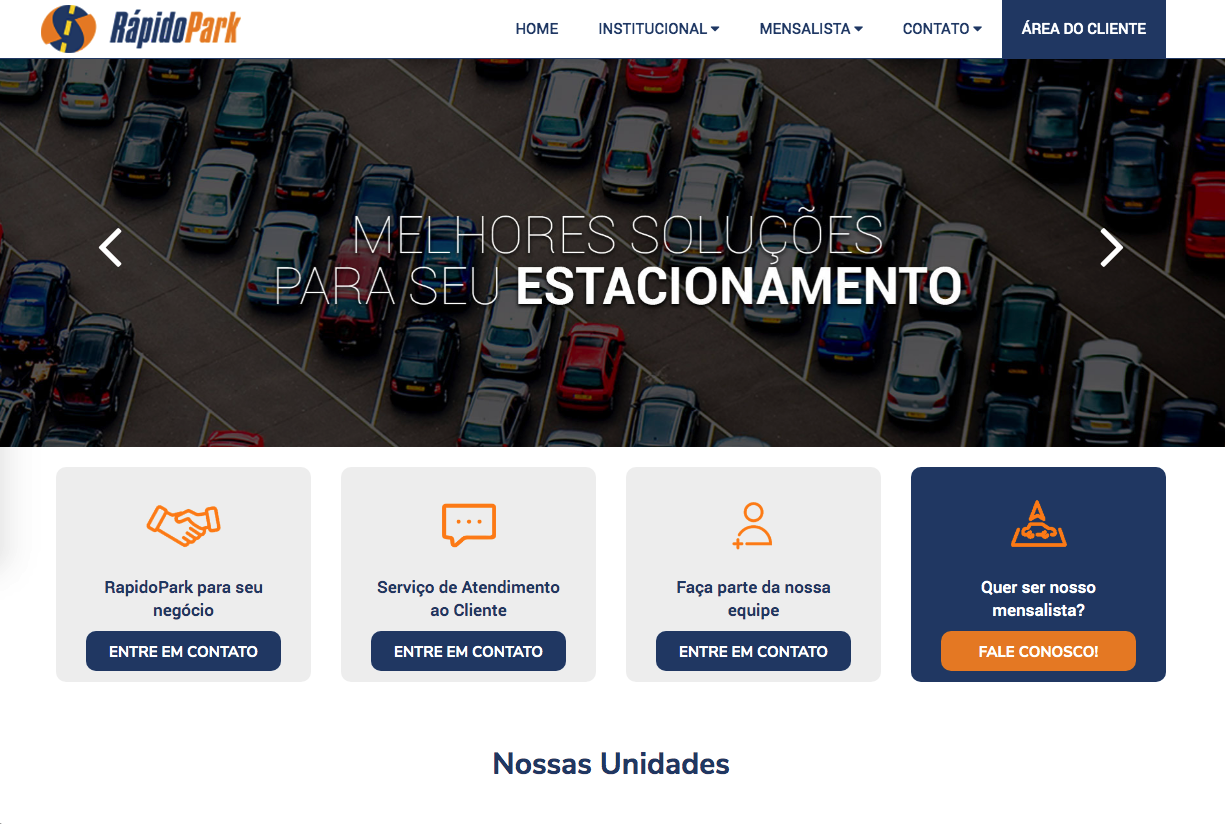 RápidoPark
HOME
INSTITUCIONAL
MENSALISTA
CONTATO
ÁREA DO CLIENTE
MELHORES SOLUÇÕES
PARA SEU ESTACIONAMENTO
RapidoPark para seu
negócio
ENTRE EM CONTATO
Serviço de Atendimento
ao Cliente
ENTRE EM CONTATO
Faça parte da nossa
equipe
ENTRE EM CONTATO
Quer ser nosso
mensalista?
FALE CONOSCO!
Nossas Unidades